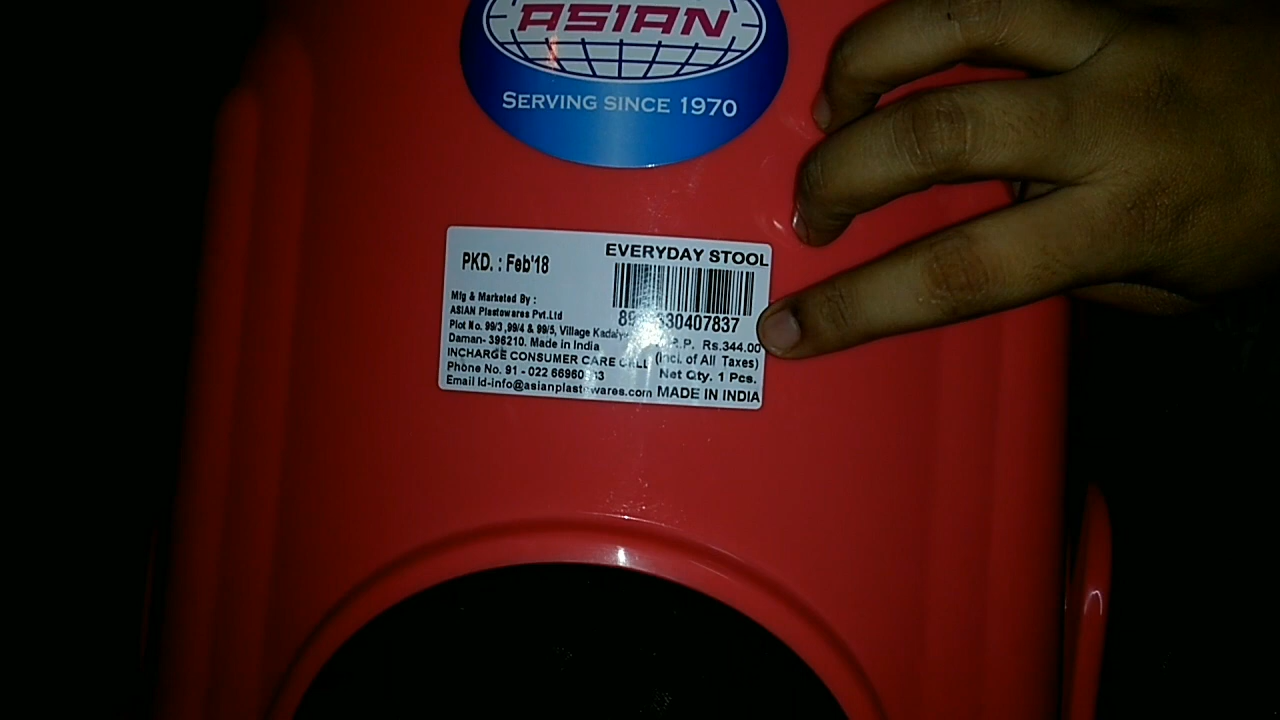 ASIAN
SERVING SINCE 1970
EVERYDAY STOOL
PKD. : Feb'18
Mfg & Marketed By :
ASIAN Plastowares Pvt.Ltd
Plot No. 99/3 ,99/4 & 99/5, Village
Daman- 396210. Made in India
INCHARGE CONSUMER CARE CELL
Phone No. 91 - 022
Email Id-info@asianplastowares.com
Rs.344.00
(Incl. of All Taxes)
Net Qty. 1 Pcs.
MADE IN INDIA